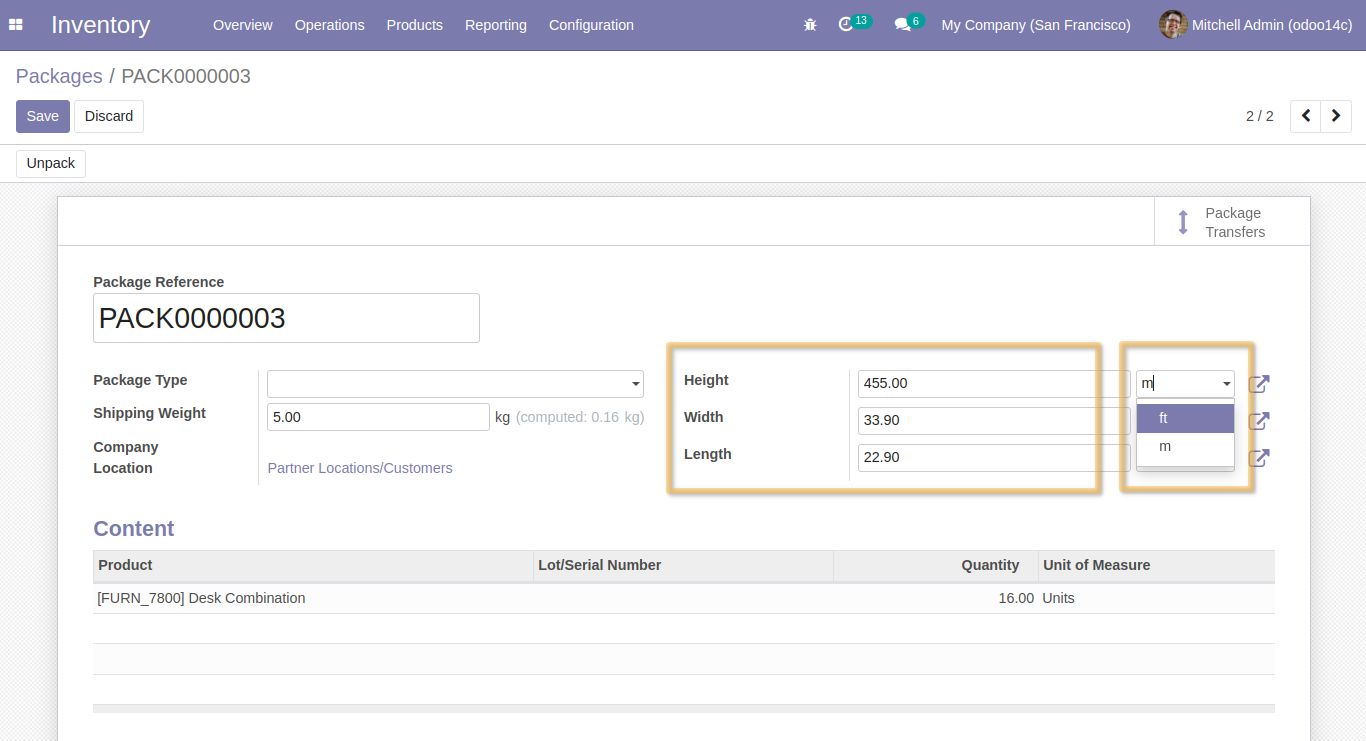 Inventory Overview Operations Products Reporting Configuration 13 6 My Company (San Francisco) Mitchell Admin (odoo14c)
Packages / PACK0000003
Save Discard 2 / 2
Unpack
Package
Transfers
Package Reference
PACK0000003
Package Type
Height 455.00 m
Shipping Weight 5.00 kg (computed: 0.16 kg)
Width 33.90 ft
Company
m
Location Partner Locations/Customers
Length 22.90
Content
Product Lot/Serial Number Quantity Unit of Measure
[FURN_7800] Desk Combination 16.00 Units